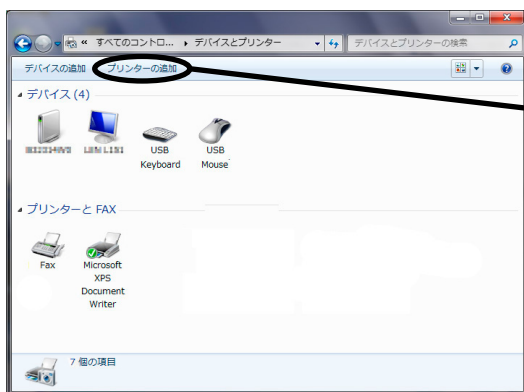 « すべてのコントロ... ▸ デバイスとプリンター
デバイスとプリンターの検索
デバイスの追加 プリンターの追加
デバイス (4)
USB Keyboard
USB Mouse
プリンターと FAX
Fax
Microsoft XPS Document Writer
7 個の項目